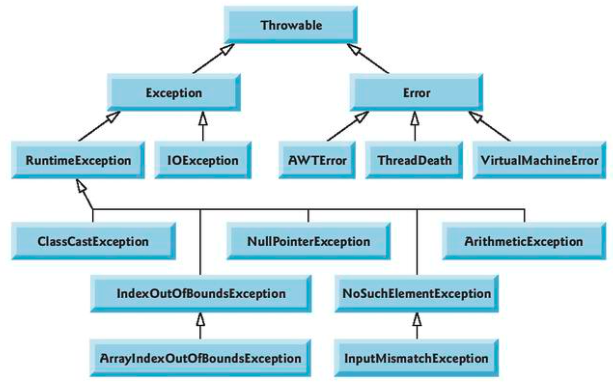 Throwable
Exception
Error
RuntimeException
IOException
AWTError
ThreadDeath
VirtualMachineError
ClassCastException
NullPointerException
ArithmeticException
IndexOutOfBoundsException
NoSuchElementException
ArrayIndexOutOfBoundsException
InputMismatchException